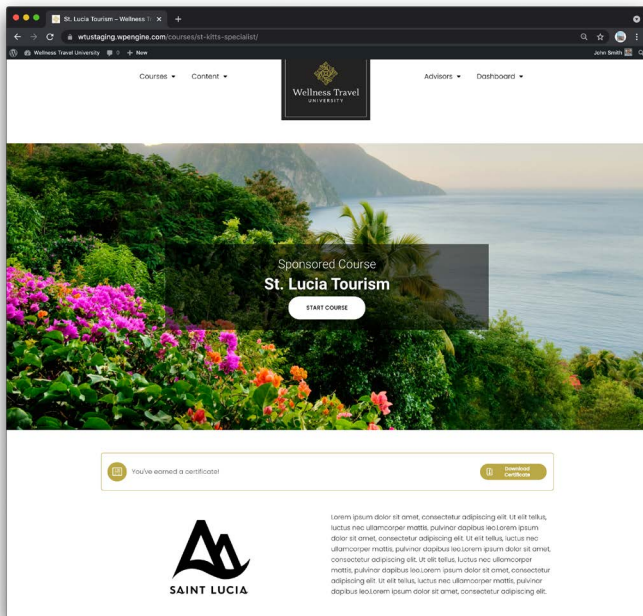 St. Lucia Tourism – Wellness To
wtustaging.wpengine.com/courses/st-kitts-specialist/
Wellness Travel University 0 + New John Smith
Courses Content Advisors Dashboard
Wellness Travel
UNIVERSITY
Sponsored Course
St. Lucia Tourism
START COURSE
You've earned a certificate!
Download
Certificate
SAINT LUCIA
Lorem ipsum dolor sit amet, consectetur adipiscing elit. Ut elit tellus,
luctus nec ullamcorper mattis, pulvinar dapibus leo.Lorem ipsum
dolor sit amet, consectetur adipiscing elit. Ut elit tellus, luctus nec
ullamcorper mattis, pulvinar dapibus leo.Lorem ipsum dolor sit amet,
consectetur adipiscing elit. Ut elit tellus, luctus nec ullamcorper
mattis, pulvinar dapibus leo.Lorem ipsum dolor sit amet, consectetur
adipiscing elit. Ut elit tellus, luctus nec ullamcorper mattis, pulvinar
dapibus leo.Lorem ipsum dolor sit amet, consectetur adipiscing elit.